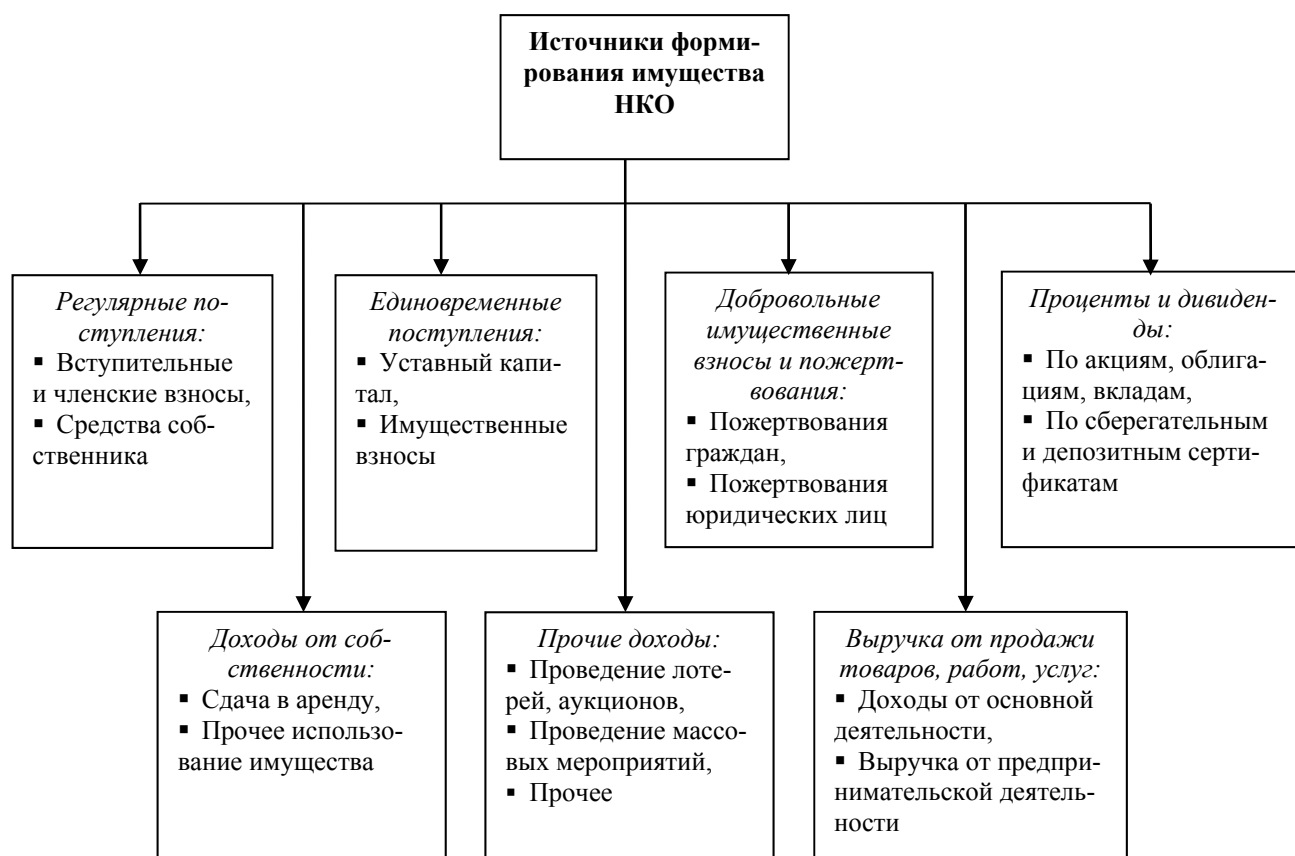 Источники форми-
рования имущества
НКО
Регулярные по-
ступления:
▪ Вступительные
и членские взносы,
▪ Средства соб-
ственника
Единовременные
поступления:
▪ Уставный капи-
тал,
▪ Имущественные
взносы
Добровольные
имущественные
взносы и пожерт-
вования:
▪ Пожертвования
граждан,
▪ Пожертвования
юридических лиц
Проценты и дивиден-
ды:
▪ По акциям, облига-
циям, вкладам,
▪ По сберегательным
и депозитным серти-
фикатам
Доходы от соб-
ственности:
▪ Сдача в аренду,
▪ Прочее использо-
вание имущества
Прочие доходы:
▪ Проведение лоте-
рей, аукционов,
▪ Проведение массо-
вых мероприятий,
▪ Прочее
Выручка от продажи
товаров, работ, услуг:
▪ Доходы от основной
деятельности,
▪ Выручка от предпри-
нимательской деятель-
ности